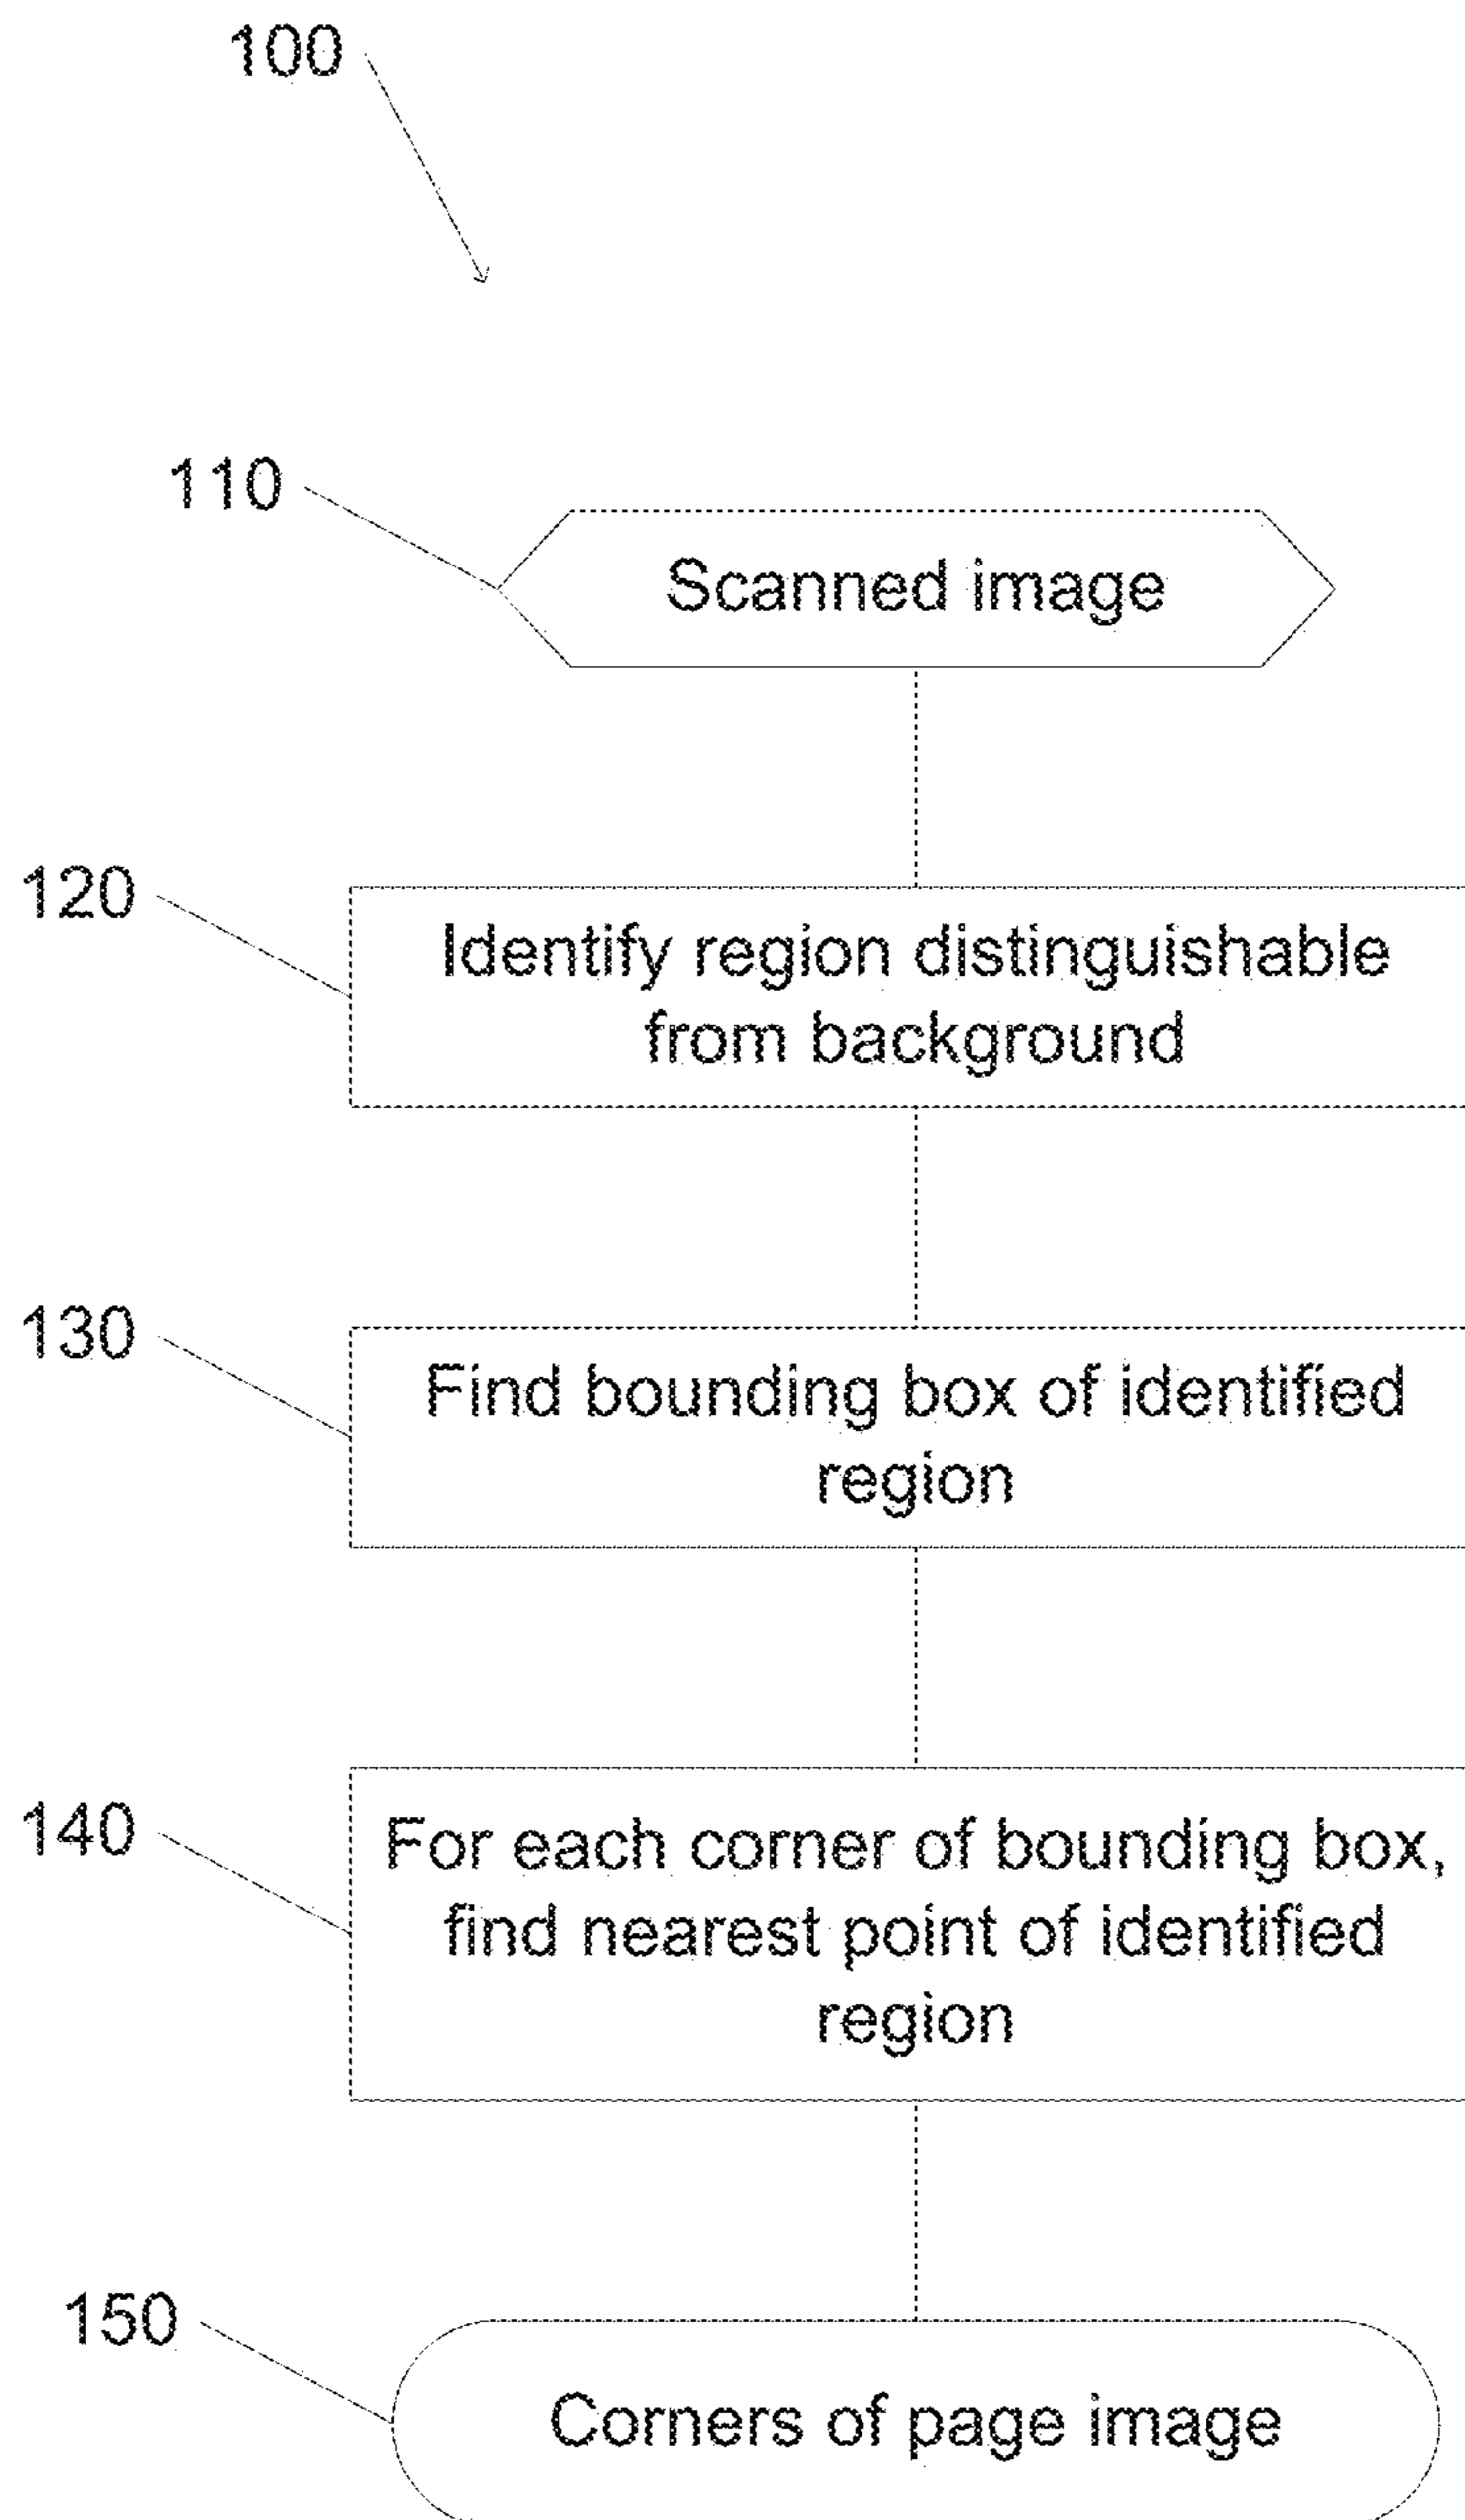 100
110
Scanned image
120
Identify region distinguishable
from background
130
Find bounding box of identified
region
140
For each corner of bounding box,
find nearest point of identified
region
150
Corners of page image